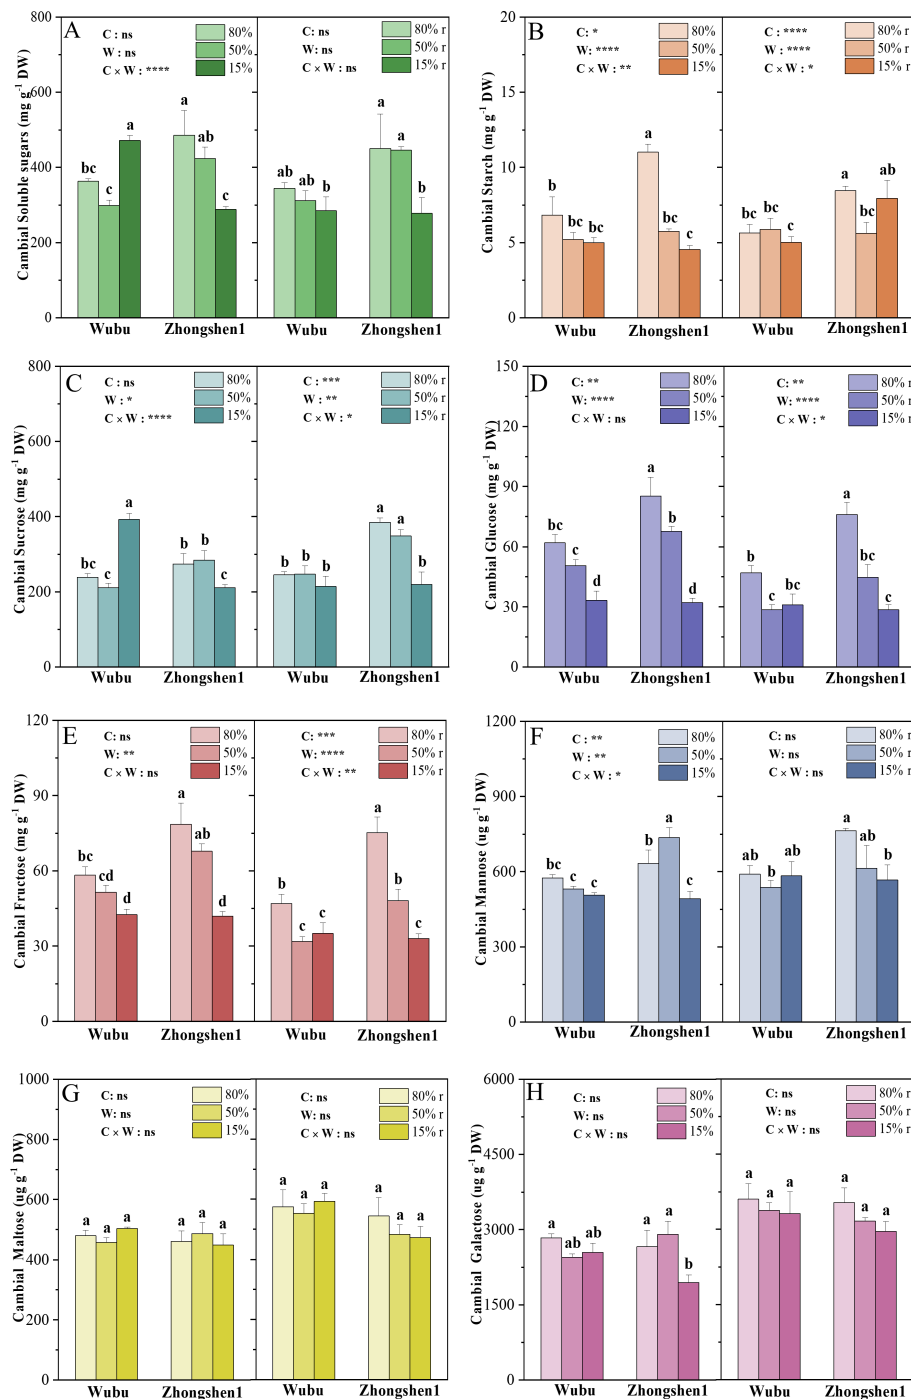 A
Cambial Soluble sugars (mg g-1 DW)
800
600
400
200
0
C : ns
W: ns
C × W : ****
80%
50%
15%
bc
c
a
a
ab
c
Wubu
Zhongshen1
C: ns
W: ns
C × W : ns
80% r
50% r
15% r
ab
ab
b
a
a
b
Wubu
Zhongshen1
B
Cambial Starch (mg g-1 DW)
20
15
10
5
0
C: *
W: ****
C × W : **
80%
50%
15%
b
bc
bc
a
bc
c
Wubu
Zhongshen1
C : ****
W : ****
C × W : *
80% r
50% r
15% r
bc
bc
c
a
bc
ab
Wubu
Zhongshen1
C
Cambial Sucrose (mg g-1 DW)
800
600
400
200
0
C : ns
W : *
C × W : ****
80%
50%
15%
bc
c
a
b
b
c
Wubu
Zhongshen1
C : ***
W : **
C × W : *
80% r
50% r
15% r
b
b
b
a
a
b
Wubu
Zhongshen1
D
Cambial Glucose (mg g-1 DW)
150
120
90
60
30
0
C: **
W: ****
C × W : ns
80%
50%
15%
bc
c
d
a
b
d
Wubu
Zhongshen1
C: **
W: ****
C × W : *
80% r
50% r
15% r
b
c
bc
a
bc
c
Wubu
Zhongshen1
E
Cambial Fructose (mg g-1 DW)
120
90
60
30
0
C: ns
W: **
C × W : ns
80%
50%
15%
bc
cd
d
a
ab
d
Wubu
Zhongshen1
C: ***
W: ****
C × W : **
80% r
50% r
15% r
b
c
c
a
b
c
Wubu
Zhongshen1
F
Cambial Mannose (ug g-1 DW)
1200
900
600
300
0
C : **
W : **
C × W : *
80%
50%
15%
bc
c
c
b
a
c
Wubu
Zhongshen1
C: ns
W: ns
C × W : ns
80% r
50% r
15% r
ab
b
ab
a
ab
b
Wubu
Zhongshen1
G
Cambial Maltose (ug g-1 DW)
1000
800
600
400
200
0
C: ns
W: ns
C × W : ns
80%
50%
15%
a
a
a
a
a
a
Wubu
Zhongshen1
C: ns
W: ns
C × W : ns
80% r
50% r
15% r
a
a
a
a
a
a
Wubu
Zhongshen1
H
Cambial Galactose (ug g-1 DW)
6000
4500
3000
1500
0
C: ns
W: ns
C × W : ns
80%
50%
15%
a
ab
ab
a
a
b
Wubu
Zhongshen1
C: ns
W: ns
C × W : ns
80% r
50% r
15% r
a
a
a
a
a
a
Wubu
Zhongshen1